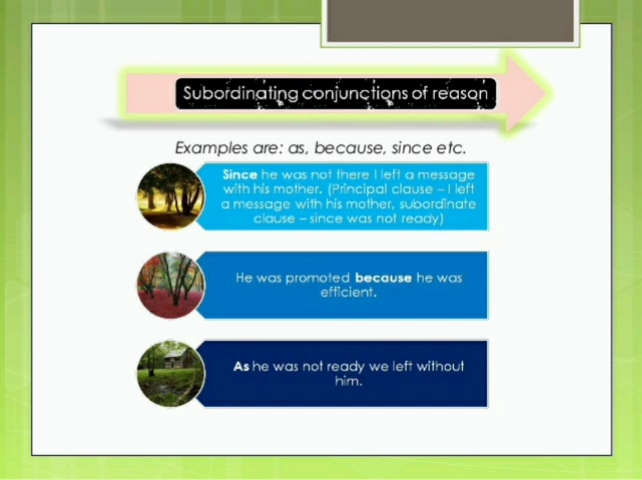 Subordinating conjunctions of reason
Examples are: as, because, since etc.
Since he was not there I left a message
with his mother. (Principal clause – I left
a message with his mother, subordinate
clause – since was not ready)
He was promoted because he was
efficient.
As he was not ready we left without
him.